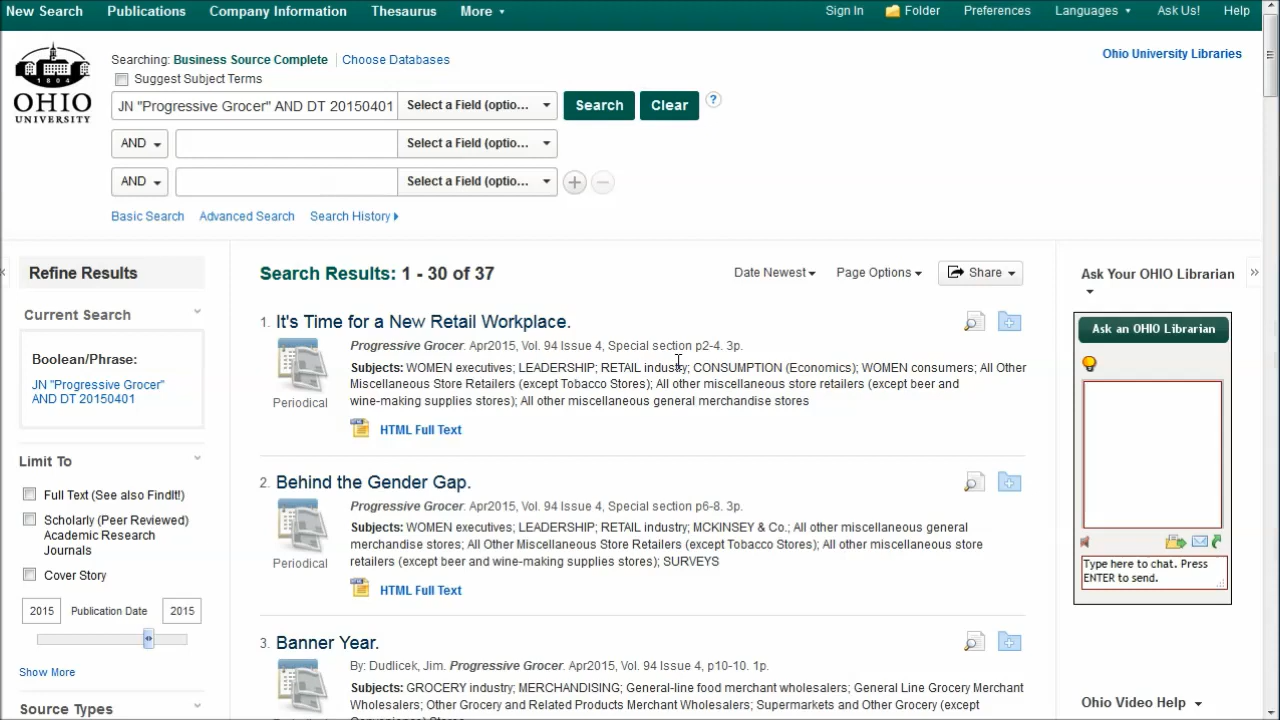 New Search Publications Company Information Thesaurus More Sign In Folder Preferences Languages Ask Us! Help
1804
OHIO
UNIVERSITY
Searching: Business Source Complete Choose Databases
Ohio University Libraries
Suggest Subject Terms
JN "Progressive Grocer" AND DT 20150401 Select a Field (optio... Search Clear ?
AND Select a Field (optio...
AND Select a Field (optio...
Basic Search Advanced Search Search History
Refine Results
Current Search
Boolean/Phrase:
JN "Progressive Grocer"
AND DT 20150401
Limit To
Full Text (See also FindIt!)
Scholarly (Peer Reviewed)
Academic Research
Journals
Cover Story
2015 Publication Date 2015
Show More
Source Types
Search Results: 1 - 30 of 37 Date Newest Page Options Share
1. It's Time for a New Retail Workplace.
Progressive Grocer. Apr2015, Vol. 94 Issue 4, Special section p2-4. 3p.
Subjects: WOMEN executives; LEADERSHIP; RETAIL industry; CONSUMPTION (Economics); WOMEN consumers; All Other
Miscellaneous Store Retailers (except Tobacco Stores); All other miscellaneous store retailers (except beer and
wine-making supplies stores); All other miscellaneous general merchandise stores
Periodical
HTML Full Text
2. Behind the Gender Gap.
Progressive Grocer. Apr2015, Vol. 94 Issue 4, Special section p6-8. 3p.
Subjects: WOMEN executives; LEADERSHIP; RETAIL industry; MCKINSEY & Co.; All other miscellaneous general
merchandise stores; All Other Miscellaneous Store Retailers (except Tobacco Stores); All other miscellaneous store
retailers (except beer and wine-making supplies stores); SURVEYS
Periodical
HTML Full Text
3. Banner Year.
By: Dudlicek, Jim. Progressive Grocer. Apr2015, Vol. 94 Issue 4, p10-10. 1p.
Subjects: GROCERY industry; MERCHANDISING; General-line food merchant wholesalers; General Line Grocery Merchant
Wholesalers; Other Grocery and Related Products Merchant Wholesalers; Supermarkets and Other Grocery (except
Ask Your OHIO Librarian
Ask an OHIO Librarian
Type here to chat. Press
ENTER to send.
Ohio Video Help